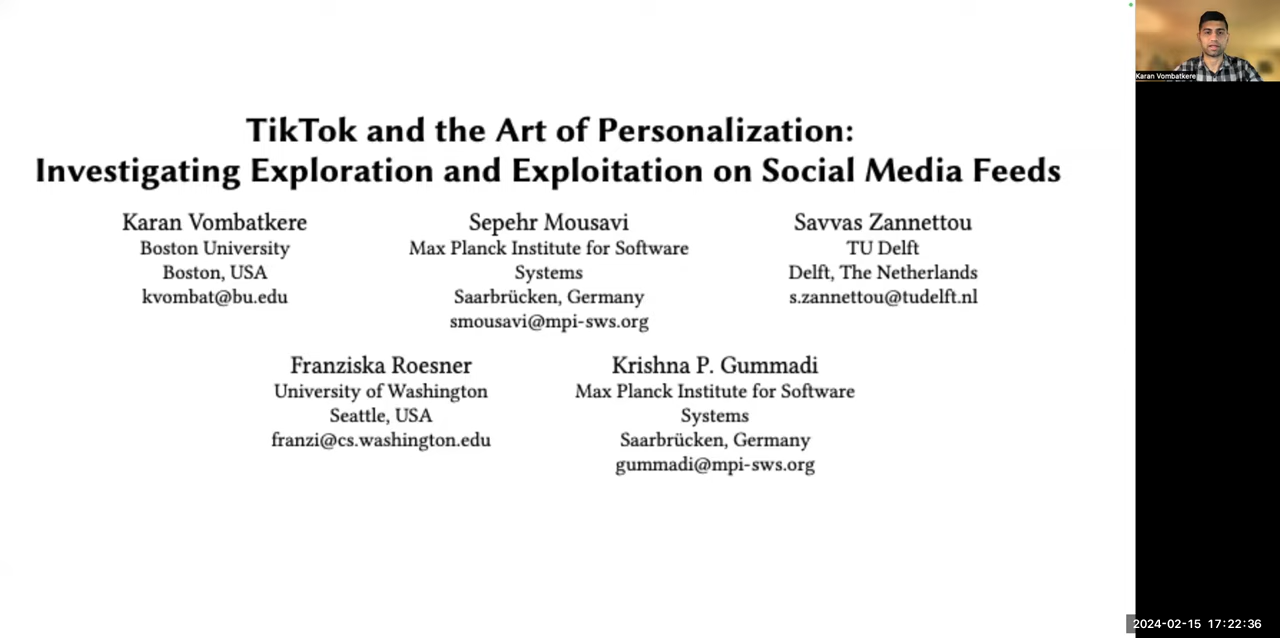 TikTok and the Art of Personalization:
Investigating Exploration and Exploitation on Social Media Feeds
Karan Vombatkere
Boston University
Boston, USA
kvombat@bu.edu
Sepehr Mousavi
Max Planck Institute for Software
Systems
Saarbrücken, Germany
smousavi@mpi-sws.org
Savvas Zannettou
TU Delft
Delft, The Netherlands
s.zannettou@tudelft.nl
Franziska Roesner
University of Washington
Seattle, USA
franzi@cs.washington.edu
Krishna P. Gummadi
Max Planck Institute for Software
Systems
Saarbrücken, Germany
gummadi@mpi-sws.org
Karan Vombatkere
2024-02-15 17:22:36